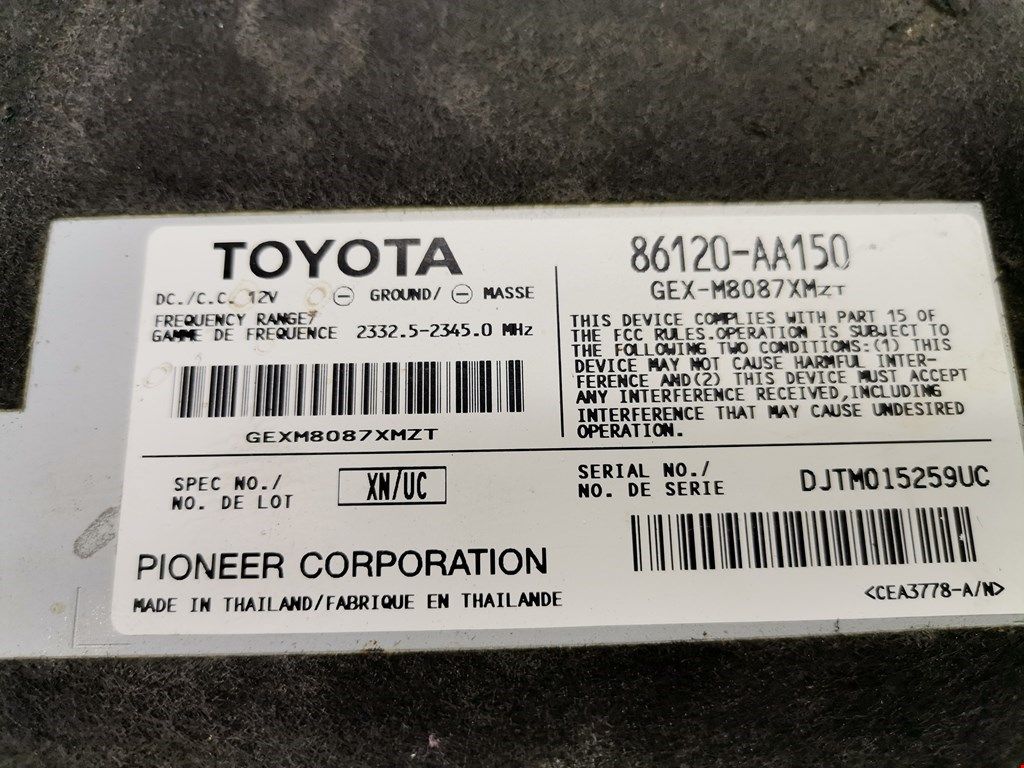 TOYOTA
DC./C.C. 12V ⊖ GROUND/ ⊖ MASSE
FREQUENCY RANGE/
GAMME DE FREQUENCE 2332.5-2345.0 MHz
GEXM8087XMZT
86120-AA150
GEX-M8087XMZT
THIS DEVICE COMPLIES WITH PART 15 OF
THE FCC RULES.OPERATION IS SUBJECT TO
THE FOLLOWING TWO CONDITIONS:(1) THIS
DEVICE MAY NOT CAUSE HARMFUL INTER-
FERENCE AND(2) THIS DEVICE MUST ACCEPT
ANY INTERFERENCE RECEIVED,INCLUDING
INTERFERENCE THAT MAY CAUSE UNDESIRED
OPERATION.
SPEC NO./
NO. DE LOT
XN/UC
SERIAL NO./
NO. DE SERIE
DJTM015259UC
PIONEER CORPORATION
MADE IN THAILAND/FABRIQUE EN THAILANDE
<CEA3778-A/N>